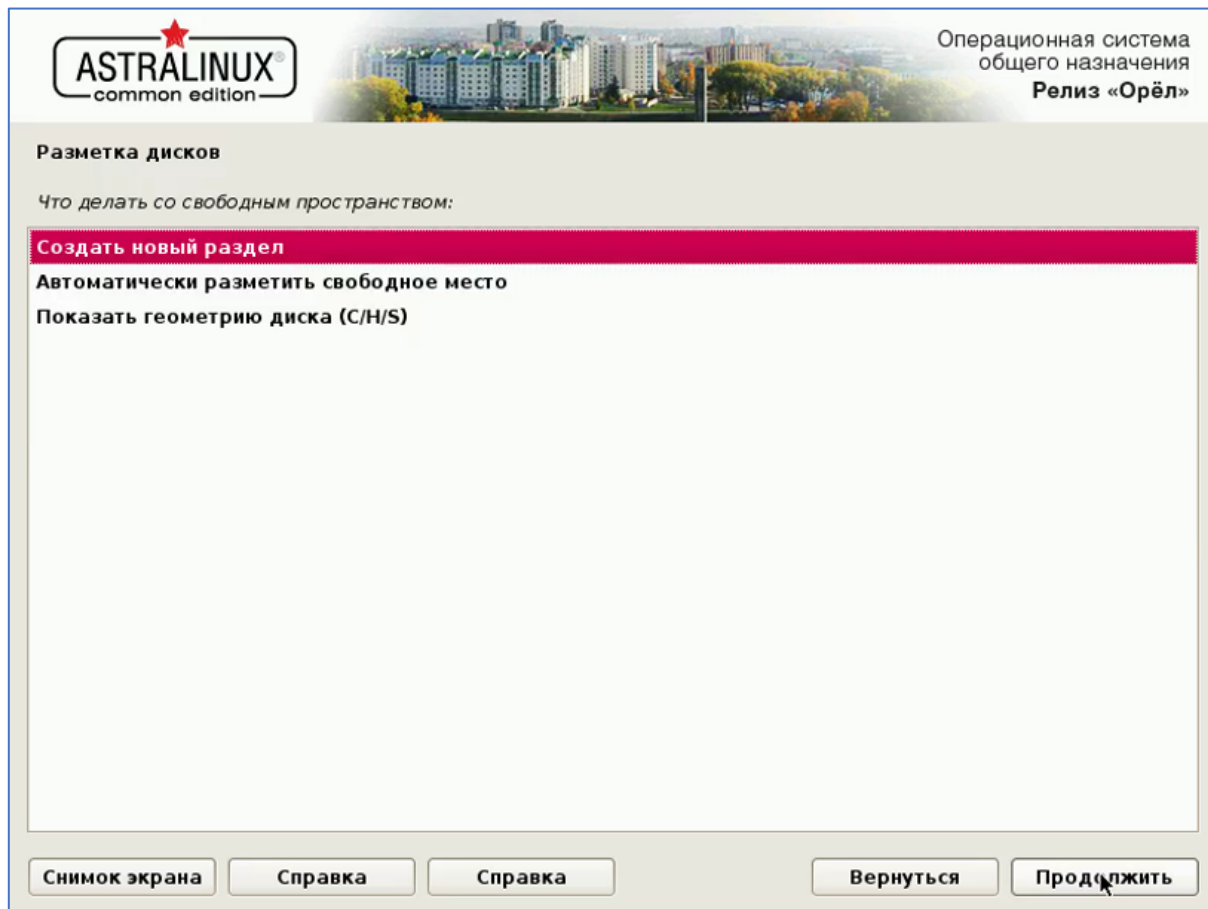 ASTRALINUX®
common edition
Операционная система
общего назначения
Релиз «Орёл»
Разметка дисков
Что делать со свободным пространством:
Создать новый раздел
Автоматически разметить свободное место
Показать геометрию диска (C/H/S)
Снимок экрана
Справка
Справка
Вернуться
Продолжить